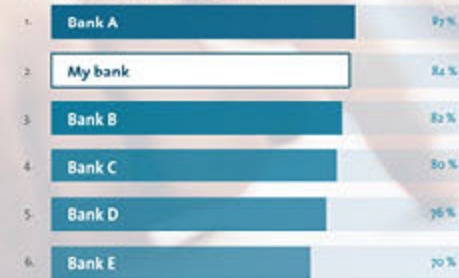 1. Bank A 87%
2. My bank 84%
3. Bank B 82%
4. Bank C 80%
5. Bank D 76%
6. Bank E 70%